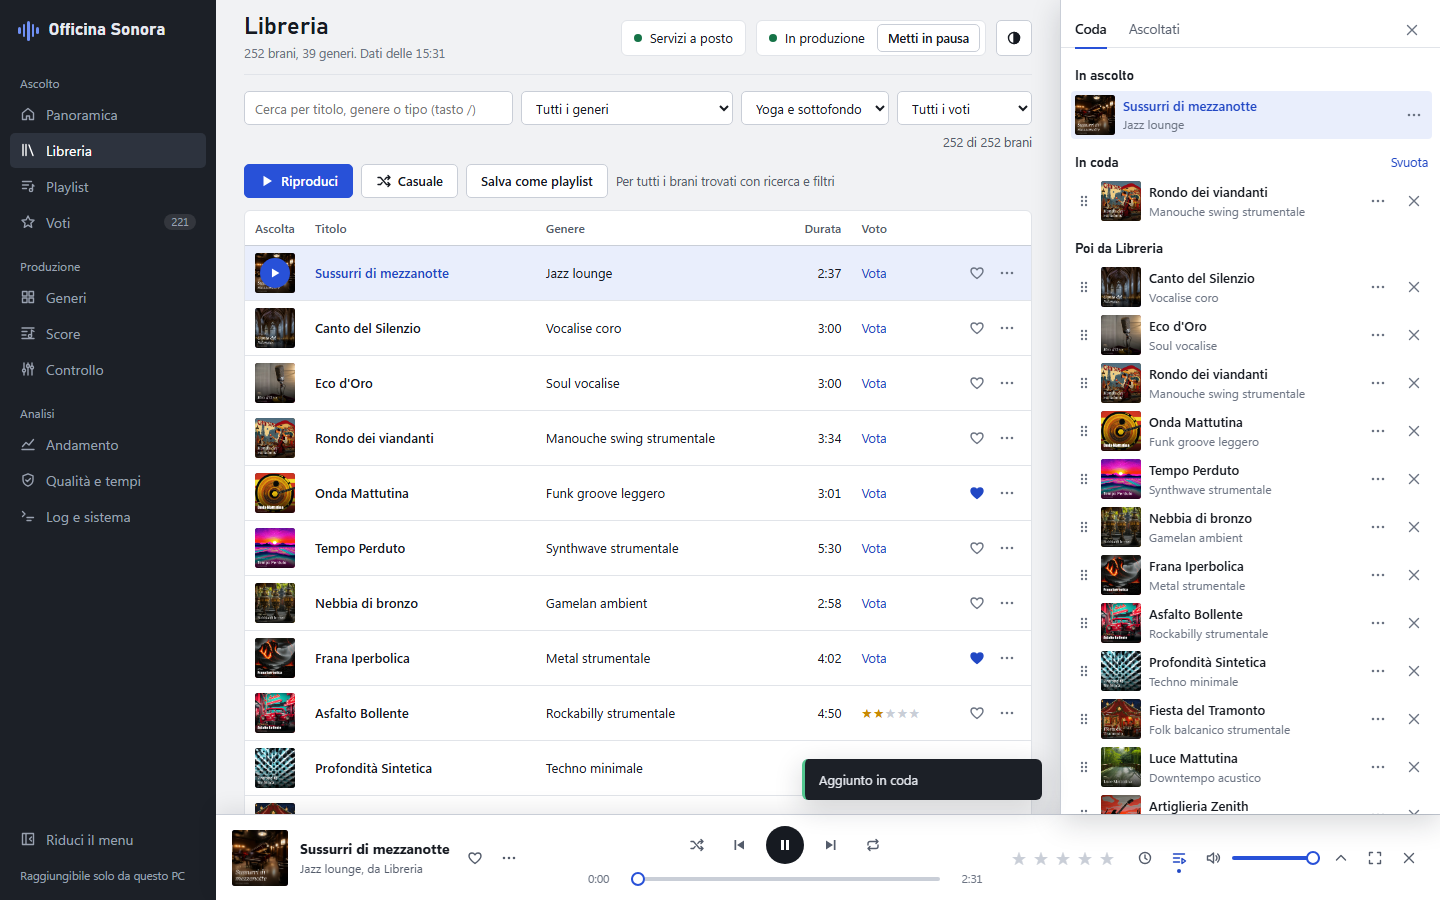 Officina Sonora
Ascolto
Panoramica
Libreria
Playlist
Voti
221
Produzione
Generi
Score
Controllo
Analisi
Andamento
Qualità e tempi
Log e sistema
Riduci il menu
Raggiungibile solo da questo PC
Libreria
252 brani, 39 generi. Dati delle 15:31
Servizi a posto
In produzione
Metti in pausa
Cerca per titolo, genere o tipo (tasto /)
Tutti i generi
Yoga e sottofondo
Tutti i voti
252 di 252 brani
Riproduci
Casuale
Salva come playlist
Per tutti i brani trovati con ricerca e filtri
Ascolta Titolo Genere Durata Voto
Sussurri di mezzanotte Jazz lounge 2:37 Vota
Canto del Silenzio Vocalise coro 3:00 Vota
Eco d'Oro Soul vocalise 3:00 Vota
Rondo dei viandanti Manouche swing strumentale 3:34 Vota
Onda Mattutina Funk groove leggero 3:01 Vota
Tempo Perduto Synthwave strumentale 5:30 Vota
Nebbia di bronzo Gamelan ambient 2:58 Vota
Frana Iperbolica Metal strumentale 4:02 Vota
Asfalto Bollente Rockabilly strumentale 4:50
Profondità Sintetica Techno minimale
Aggiunto in coda
Coda
Ascoltati
In ascolto
Sussurri di mezzanotte
Jazz lounge
In coda
Svuota
Rondo dei viandanti
Manouche swing strumentale
Poi da Libreria
Canto del Silenzio
Vocalise coro
Eco d'Oro
Soul vocalise
Rondo dei viandanti
Manouche swing strumentale
Onda Mattutina
Funk groove leggero
Tempo Perduto
Synthwave strumentale
Nebbia di bronzo
Gamelan ambient
Frana Iperbolica
Metal strumentale
Asfalto Bollente
Rockabilly strumentale
Profondità Sintetica
Techno minimale
Fiesta del Tramonto
Folk balcanico strumentale
Luce Mattutina
Downtempo acustico
Artiglieria Zenith
Sussurri di mezzanotte
Jazz lounge, da Libreria
0:00
2:31